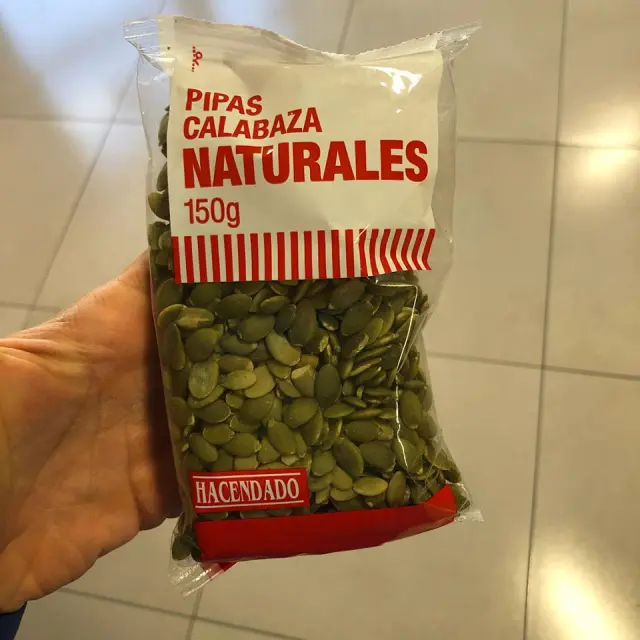 PIPAS
CALABAZA
NATURALES
150g
HACENDADO